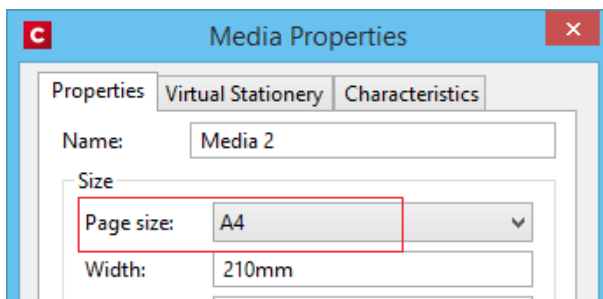 C Media Properties
Properties Virtual Stationery Characteristics
Name: Media 2
Size
Page size: A4
Width: 210mm